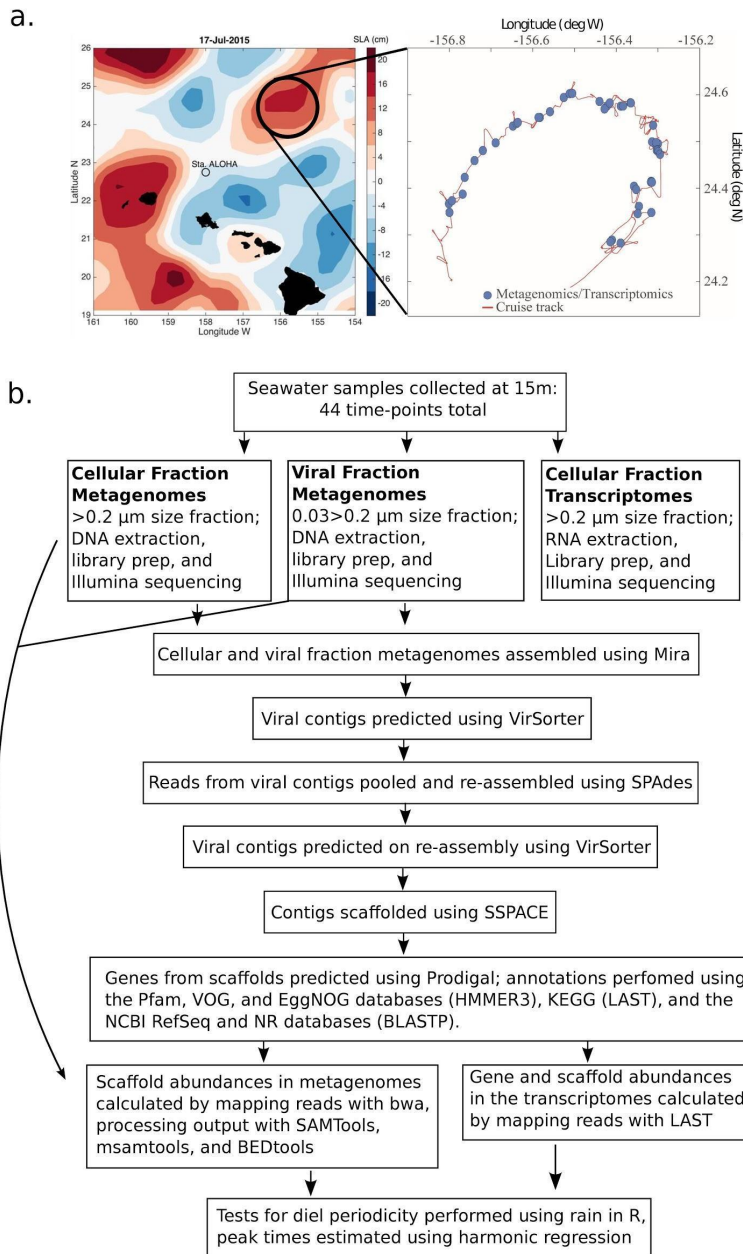 a.
17-Jul-2015
SLA (cm)
26
25
24
23
22
21
20
19
Latitude N
161 160 159 158 157 156 155 154
Longitude W
Sta. ALOHA
20
16
12
8
4
0
-4
-8
-12
-16
-20
Longitude (deg W)
-156.8 -156.6 -156.4 -156.2
24.6
24.4
24.2
Latitude (deg N)
Metagenomics/Transcriptomics
Cruise track
b.
Seawater samples collected at 15m:
44 time-points total
Cellular Fraction
Metagenomes
>0.2 µm size fraction;
DNA extraction,
library prep, and
Illumina sequencing
Viral Fraction
Metagenomes
0.03>0.2 µm size fraction;
DNA extraction,
library prep, and
Illumina sequencing
Cellular Fraction
Transcriptomes
>0.2 µm size fraction;
RNA extraction,
Library prep, and
Illumina sequencing
Cellular and viral fraction metagenomes assembled using Mira
Viral contigs predicted using VirSorter
Reads from viral contigs pooled and re-assembled using SPAdes
Viral contigs predicted on re-assembly using VirSorter
Contigs scaffolded using SSPACE
Genes from scaffolds predicted using Prodigal; annotations perfomed using
the Pfam, VOG, and EggNOG databases (HMMER3), KEGG (LAST), and the
NCBI RefSeq and NR databases (BLASTP).
Scaffold abundances in metagenomes
calculated by mapping reads with bwa,
processing output with SAMTools,
msamtools, and BEDtools
Gene and scaffold abundances
in the transcriptomes calculated
by mapping reads with LAST
Tests for diel periodicity performed using rain in R,
peak times estimated using harmonic regression